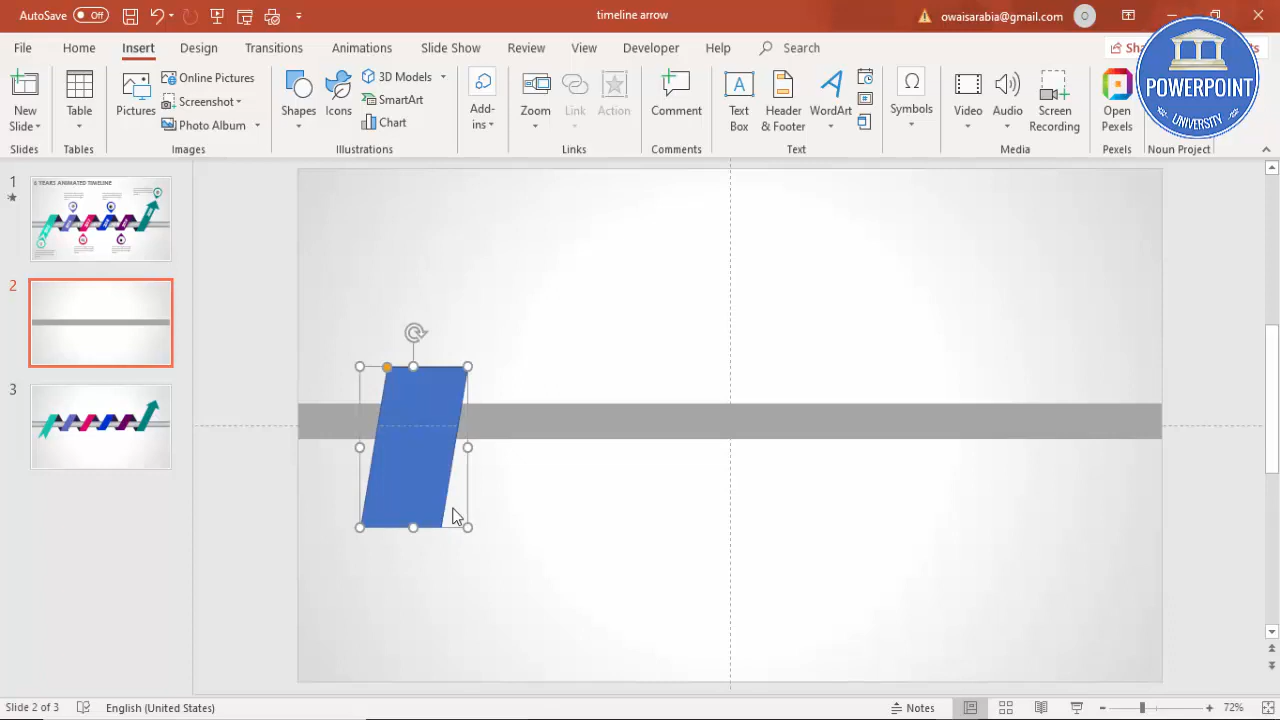 AutoSave Off timeline arrow owaisarabia@gmail.com
File Home Insert Design Transitions Animations Slide Show Review View Developer Help Search
New Slide
Table
Pictures
Online Pictures
Screenshot
Photo Album
Shapes
Icons
3D Models
SmartArt
Chart
Add-ins
Zoom
Link
Action
Comment
Text Box
Header & Footer
WordArt
Symbols
Video
Audio
Screen Recording
Open Pexels
Slides Tables Images Illustrations Links Comments Text Media Pexels Noun Project
POWERPOINT
UNIVERSITY
1
6 YEARS ANIMATED TIMELINE
2
3
Slide 2 of 3 English (United States) Notes 72%